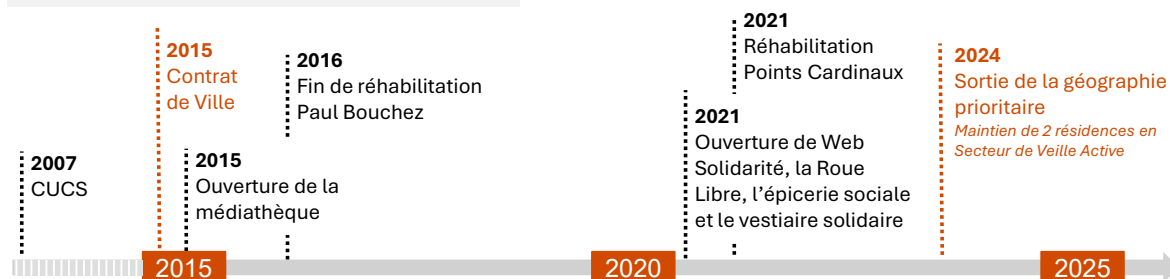 2007
CUCS
2015
Contrat
de Ville
2015
Ouverture de la
médiathèque
2016
Fin de réhabilitation
Paul Bouchez
2021
Réhabilitation
Points Cardinaux
2021
Ouverture de Web
Solidarité, la Roue
Libre, l’épicerie sociale
et le vestiaire solidaire
2024
Sortie de la géographie
prioritaire
Maintien de 2 résidences en
Secteur de Veille Active
2015
2020
2025